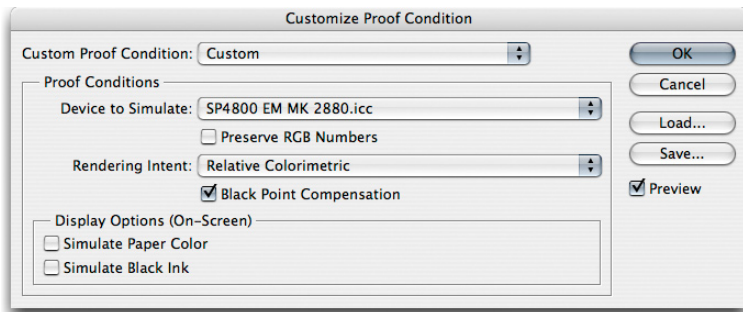 Customize Proof Condition
Custom Proof Condition: Custom
OK
Proof Conditions
Cancel
Device to Simulate: SP4800 EM MK 2880.icc
Preserve RGB Numbers
Load...
Rendering Intent: Relative Colorimetric
Save...
Black Point Compensation
Preview
Display Options (On-Screen)
Simulate Paper Color
Simulate Black Ink